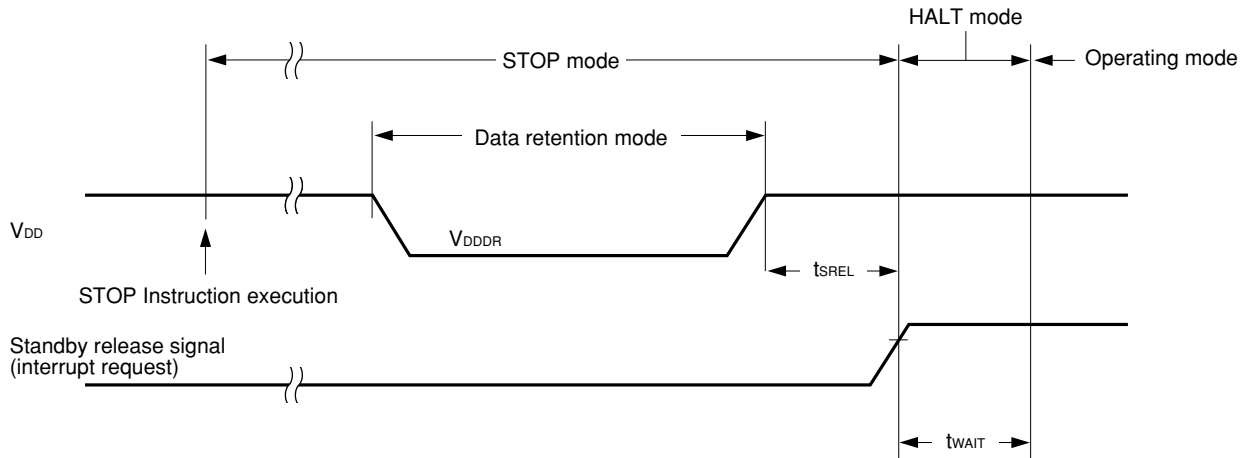 HALT mode
STOP mode
Operating mode
Data retention mode
VDD
VDDDR
tSREL
STOP Instruction execution
Standby release signal
(interrupt request)
tWAIT